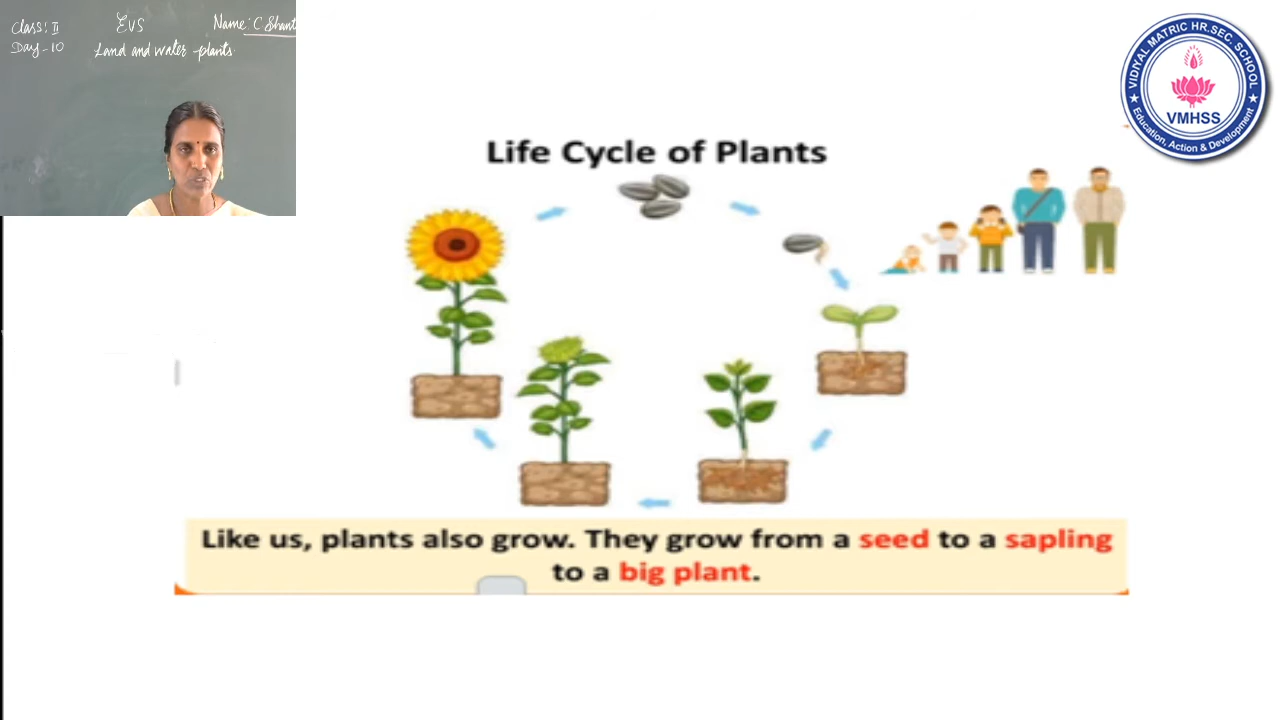 Class: II
EVS
Name: C Shant
Day-10
Land and water plants
VIDIYAL MATRIC HR.SEC. SCHOOL
VMHSS
Education, Action & Development
Life Cycle of Plants
Like us, plants also grow. They grow from a seed to a sapling
to a big plant.